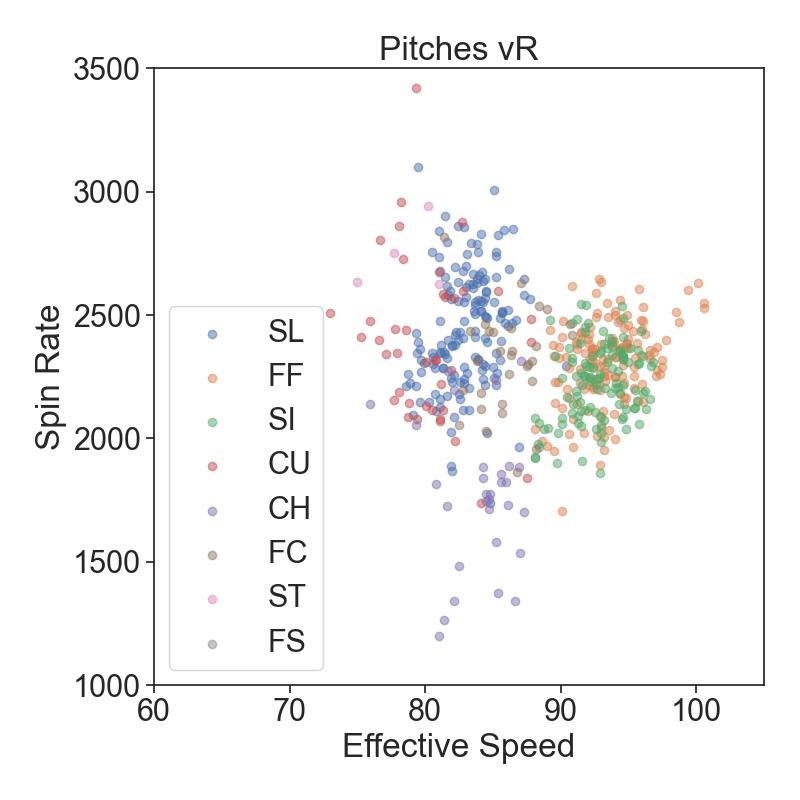 Pitches vR
3500
3000
2500
2000
1500
1000
Spin Rate
SL
FF
SI
CU
CH
FC
ST
FS
60 70 80 90 100
Effective Speed